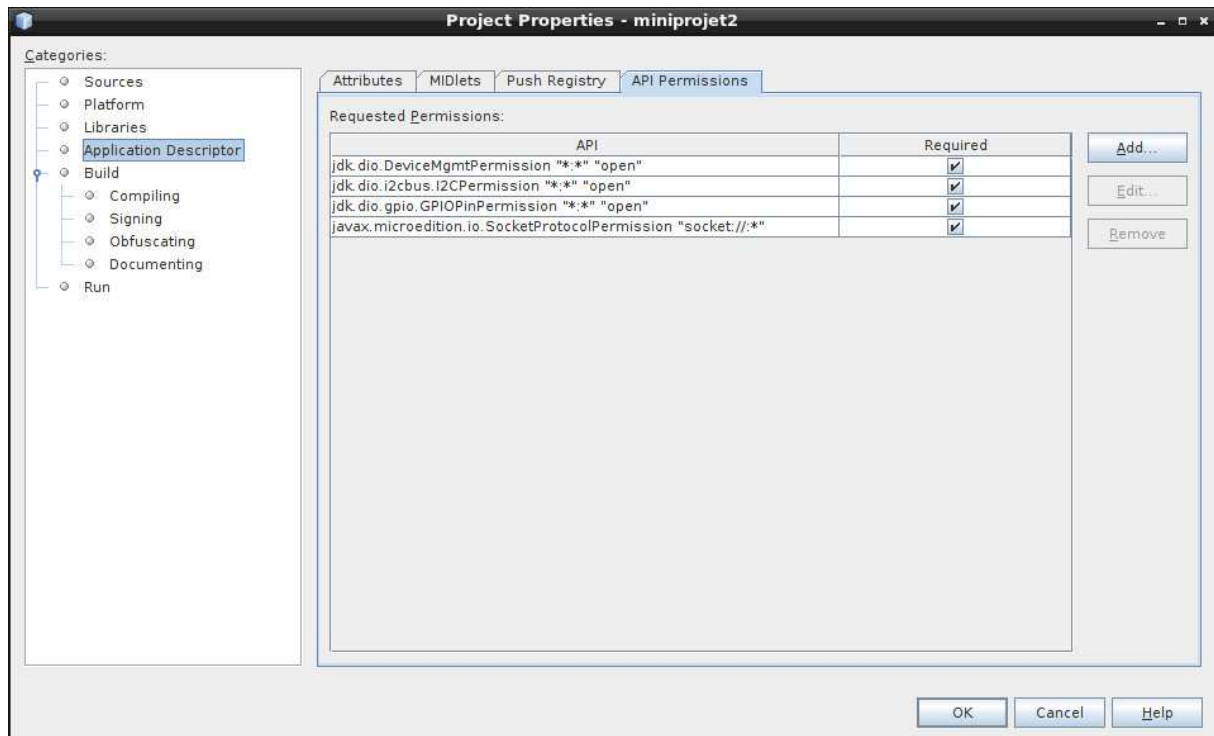 Project Properties - miniprojet2
Categories:
Sources
Platform
Libraries
Application Descriptor
Build
Compiling
Signing
Obfuscating
Documenting
Run
Attributes MIDlets Push Registry API Permissions
Requested Permissions:
API Required
jdk.dio.DeviceMgmtPermission "*:*" "open"
jdk.dio.i2cbus.I2CPermission "*:*" "open"
jdk.dio.gpio.GPIOPinPermission "*:*" "open"
javax.microedition.io.SocketProtocolPermission "socket://:*"
Add...
Edit...
Remove
OK Cancel Help